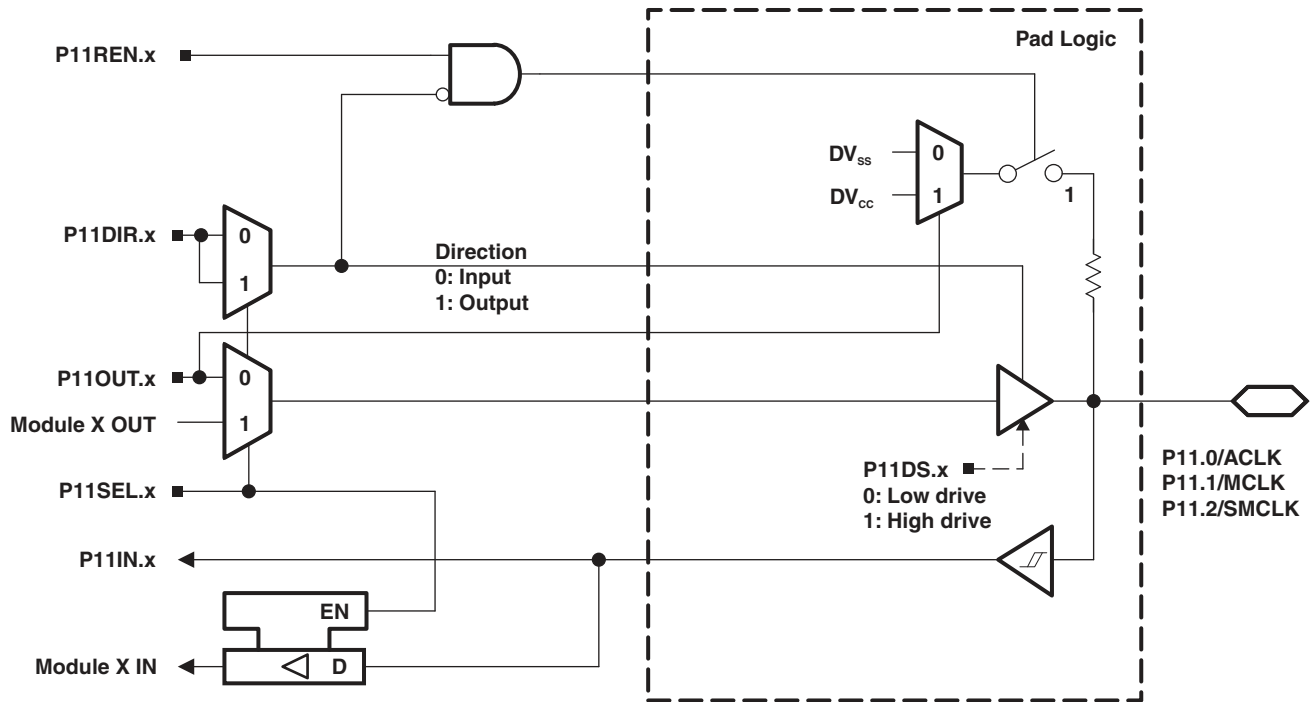 P11REN.x
Pad Logic
DVss
0
DVcc
1
1
P11DIR.x
0
1
Direction
0: Input
1: Output
P11OUT.x
0
Module X OUT
1
P11DS.x
0: Low drive
1: High drive
P11.0/ACLK
P11.1/MCLK
P11.2/SMCLK
P11SEL.x
P11IN.x
EN
Module X IN
D